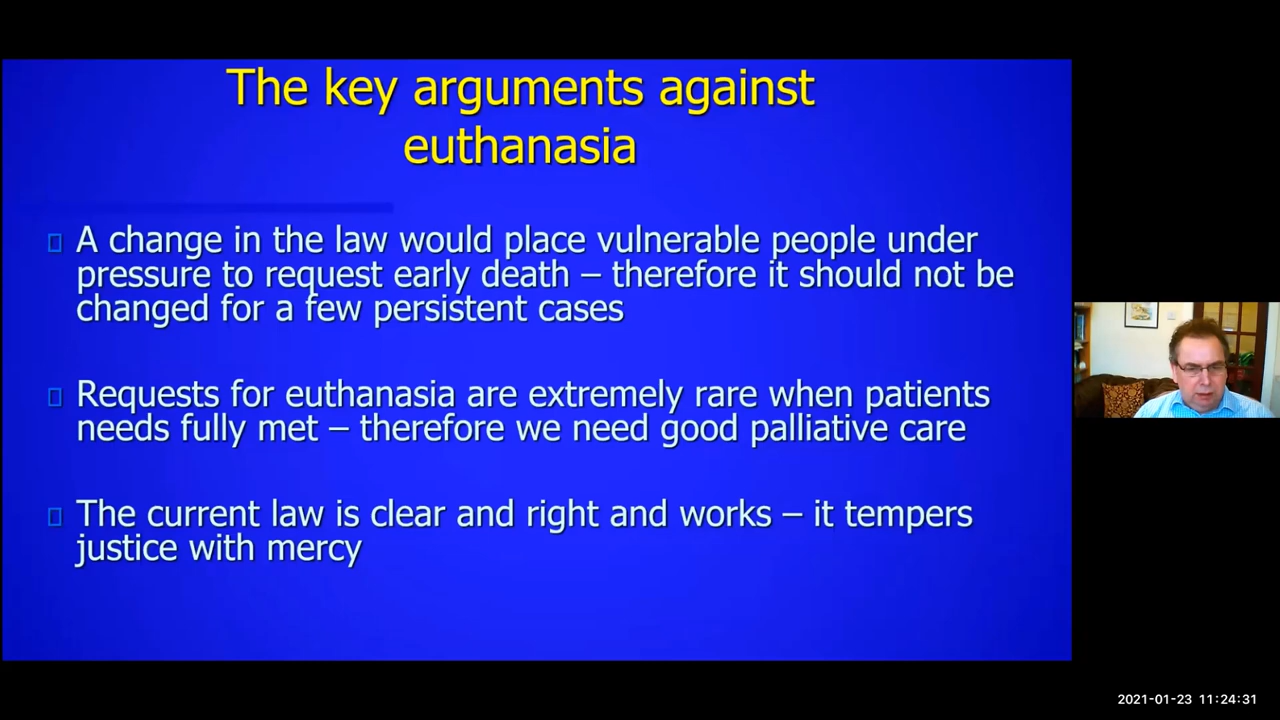 The key arguments against
euthanasia
A change in the law would place vulnerable people under
pressure to request early death – therefore it should not be
changed for a few persistent cases
Requests for euthanasia are extremely rare when patients
needs fully met – therefore we need good palliative care
The current law is clear and right and works – it tempers
justice with mercy
2021-01-23 11:24:31